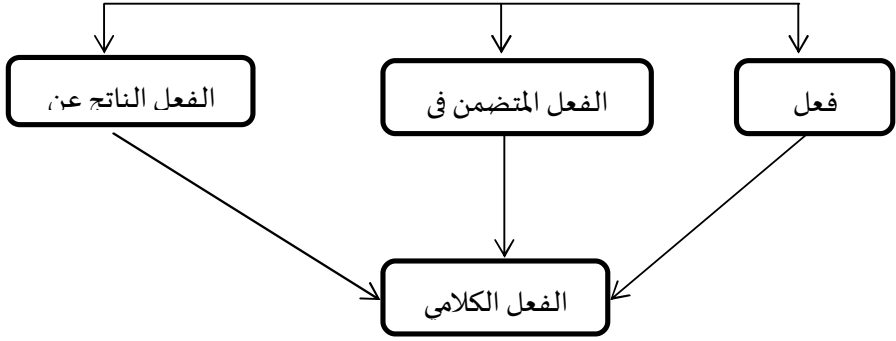 فعل
الفعل المتضمن في
الفعل الناتج عن
الفعل الكلامي